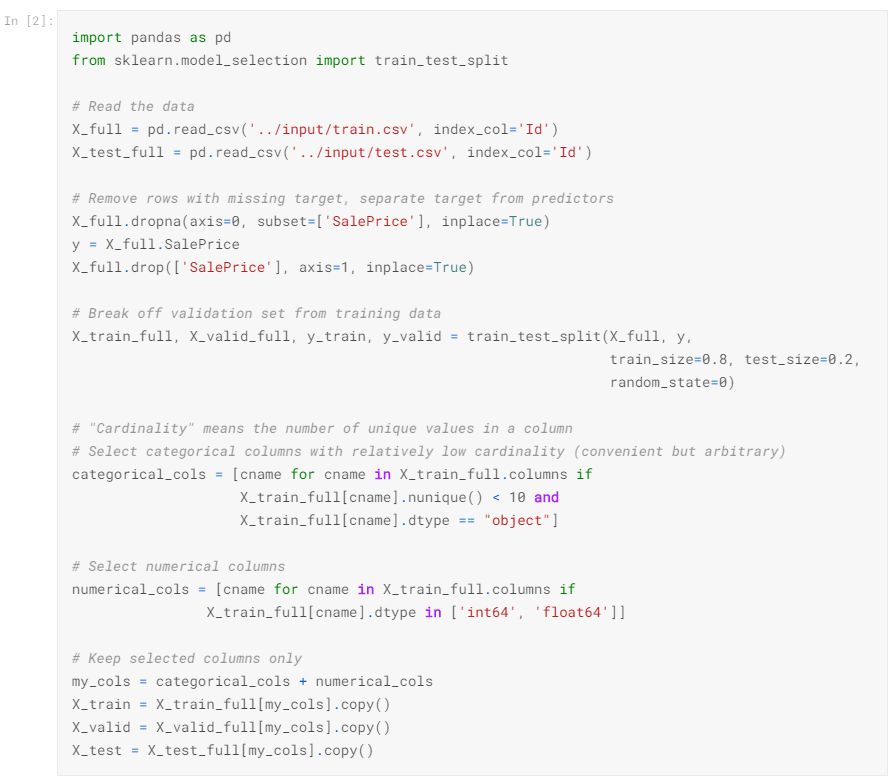 In [2]:
import pandas as pd
from sklearn.model_selection import train_test_split
# Read the data
X_full = pd.read_csv('../input/train.csv', index_col='Id')
X_test_full = pd.read_csv('../input/test.csv', index_col='Id')
# Remove rows with missing target, separate target from predictors
X_full.dropna(axis=0, subset=['SalePrice'], inplace=True)
y = X_full.SalePrice
X_full.drop(['SalePrice'], axis=1, inplace=True)
# Break off validation set from training data
X_train_full, X_valid_full, y_train, y_valid = train_test_split(X_full, y,
train_size=0.8, test_size=0.2,
random_state=0)
# "Cardinality" means the number of unique values in a column
# Select categorical columns with relatively low cardinality (convenient but arbitrary)
categorical_cols = [cname for cname in X_train_full.columns if
X_train_full[cname].nunique() < 10 and
X_train_full[cname].dtype == "object"]
# Select numerical columns
numerical_cols = [cname for cname in X_train_full.columns if
X_train_full[cname].dtype in ['int64', 'float64']]
# Keep selected columns only
my_cols = categorical_cols + numerical_cols
X_train = X_train_full[my_cols].copy()
X_valid = X_valid_full[my_cols].copy()
X_test = X_test_full[my_cols].copy()